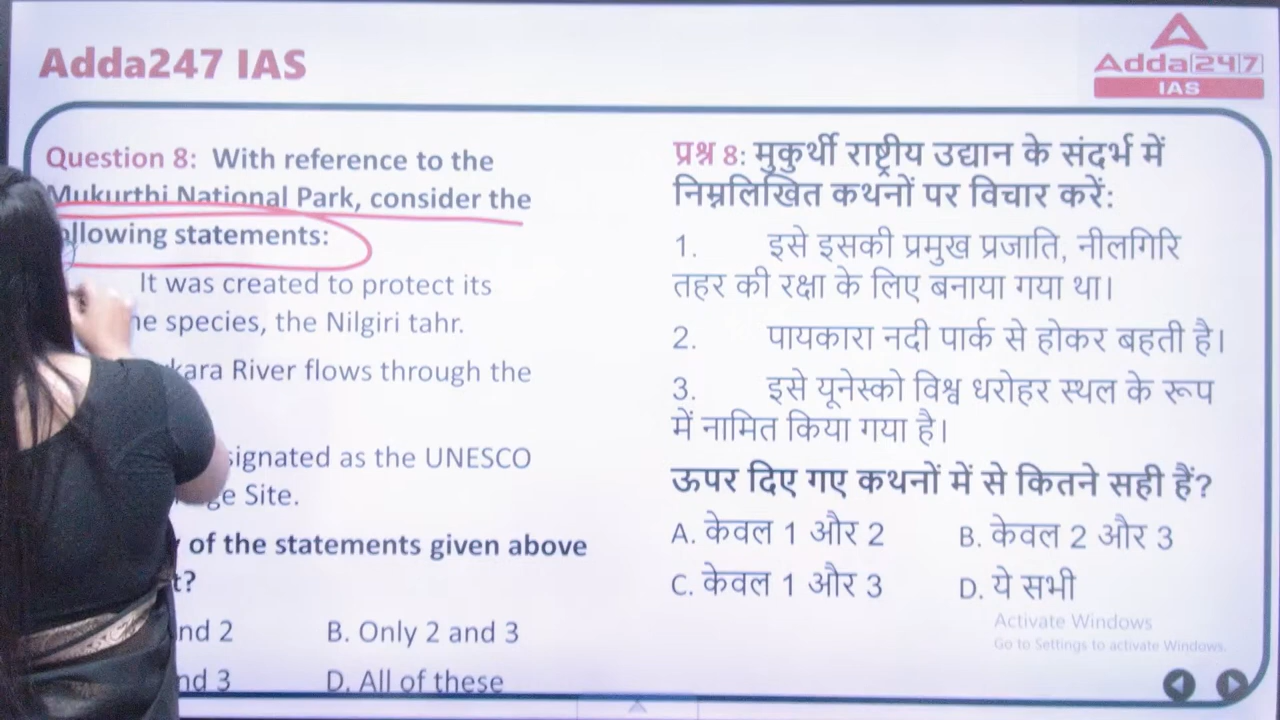 Adda247 IAS
Adda247
IAS
Question 8: With reference to the
Mukurthi National Park, consider the
following statements:
It was created to protect its
species, the Nilgiri tahr.
River flows through the
as the UNESCO
Site.
of the statements given above
nd 2
B. Only 2 and 3
nd 3
D. All of these
प्रश्न 8: मुकुर्थी राष्ट्रीय उद्यान के संदर्भ में
निम्नलिखित कथनों पर विचार करें:
1. इसे इसकी प्रमुख प्रजाति, नीलगिरि
तहर की रक्षा के लिए बनाया गया था।
2. पायकारा नदी पार्क से होकर बहती है।
3. इसे यूनेस्को विश्व धरोहर स्थल के रूप
में नामित किया गया है।
ऊपर दिए गए कथनों में से कितने सही हैं?
A. केवल 1 और 2 B. केवल 2 और 3
C. केवल 1 और 3 D. ये सभी
Activate Windows
Go to Settings to activate Windows.